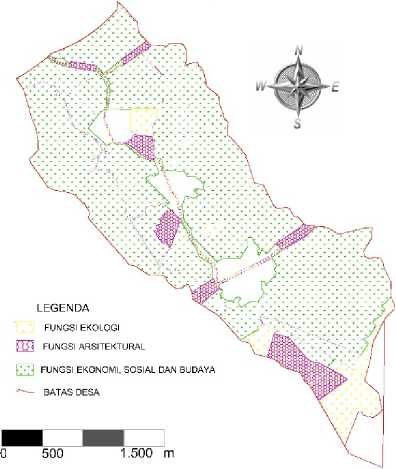 N
W E
S
LEGENDA
FUNGSI EKOLOGI
FUNGSI ARSITEKTURAL
FUNGSI EKONOMI, SOSIAL DAN BUDAYA
BATAS DESA
0 500 1.500 m